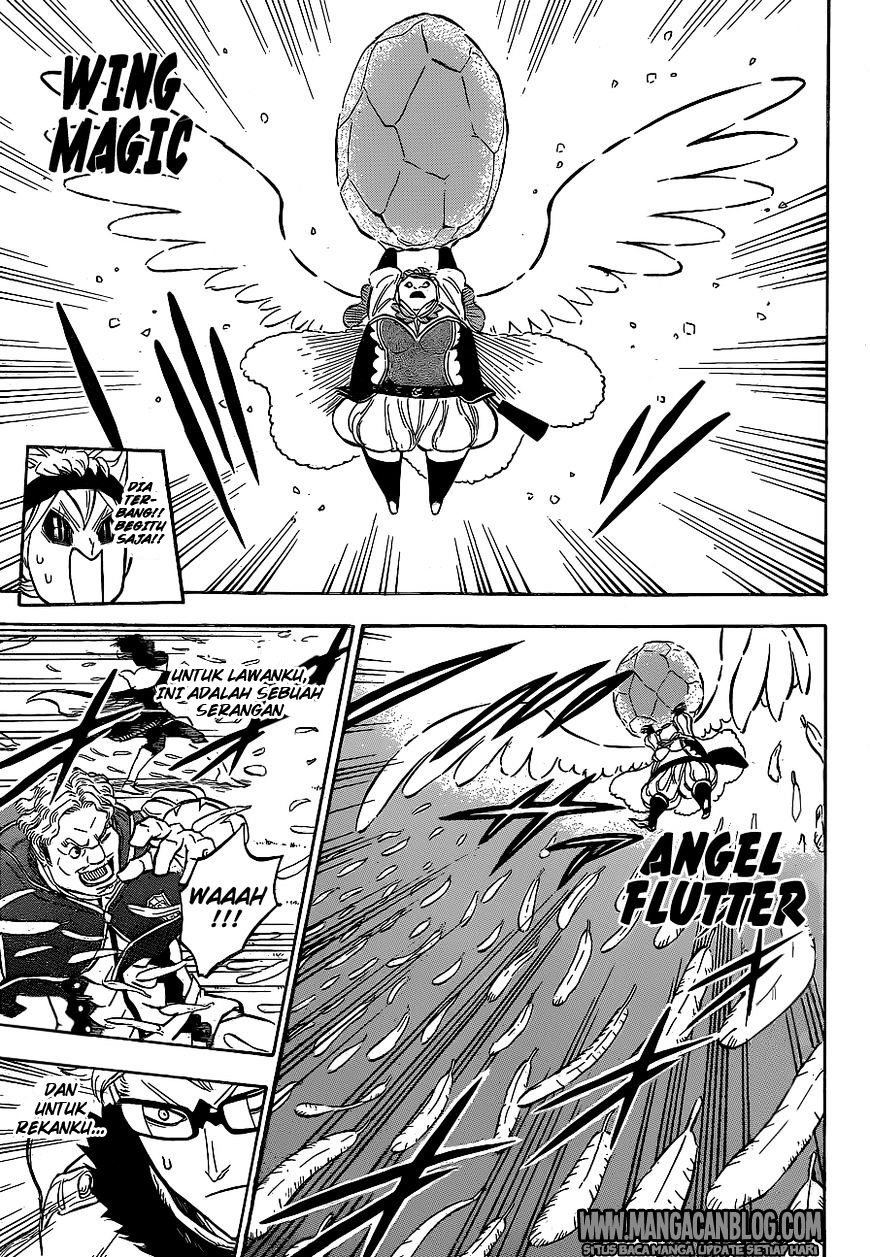 WING
MAGIC
DIA
TER-
BANG!!
BEGITU
SAJA!!
ANGEL
FLUTTER
UNTUK LAWANKU,
INI ADALAH SEBUAH
SERANGAN
WAAAH
!!!
DAN
UNTUK
REKANKU...
WWW.MANGACANBLOG.COM
SITUS BACA MANGA UPDATE SETIAP HARI